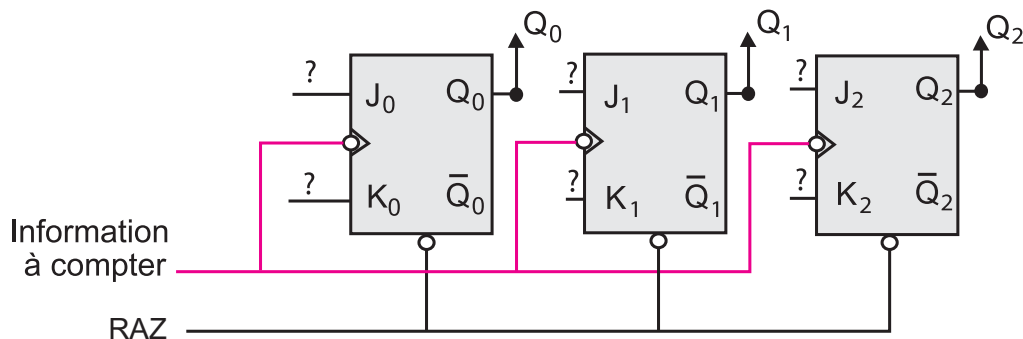 Q₀
Q₁
Q₂
? J₀ Q₀
? J₁ Q₁
? J₂ Q₂
? K₀ Q̅₀
? K₁ Q̅₁
? K₂ Q̅₂
Information
à compter
RAZ